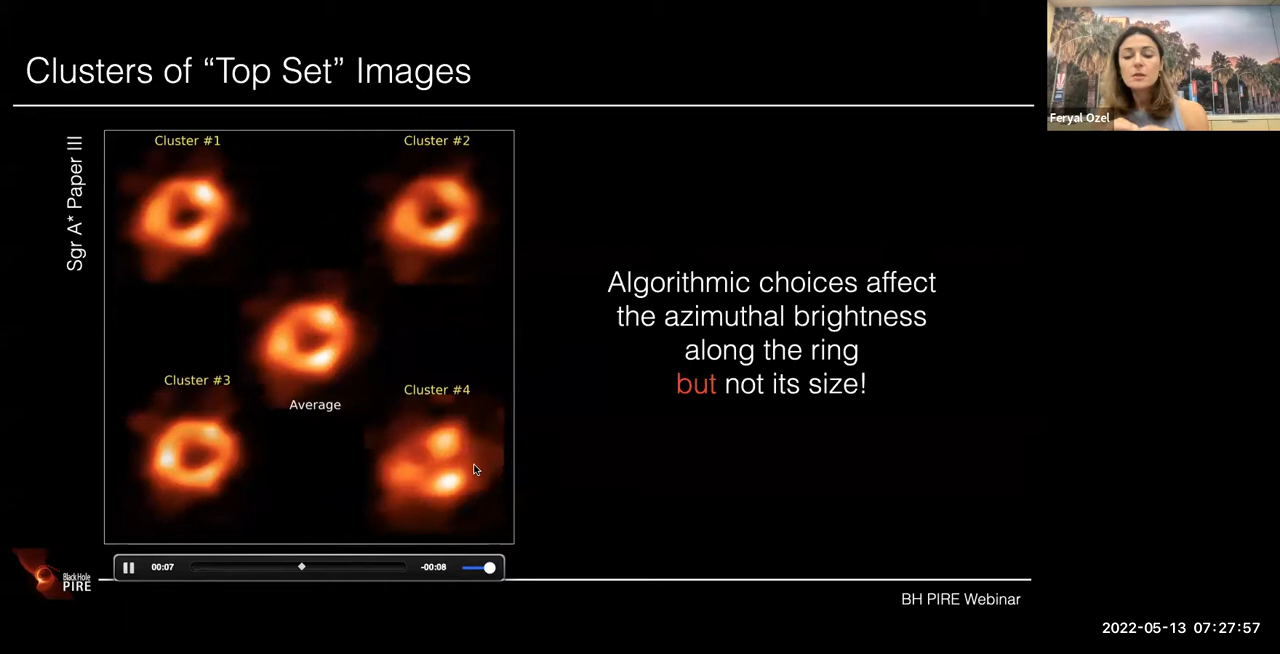 Clusters of “Top Set” Images
Feryal Ozel
Sgr A* Paper III
Cluster #1
Cluster #2
Average
Cluster #3
Cluster #4
Algorithmic choices affect
the azimuthal brightness
along the ring
but not its size!
00:07
-00:08
Black Hole
PIRE
BH PIRE Webinar
2022-05-13 07:27:57